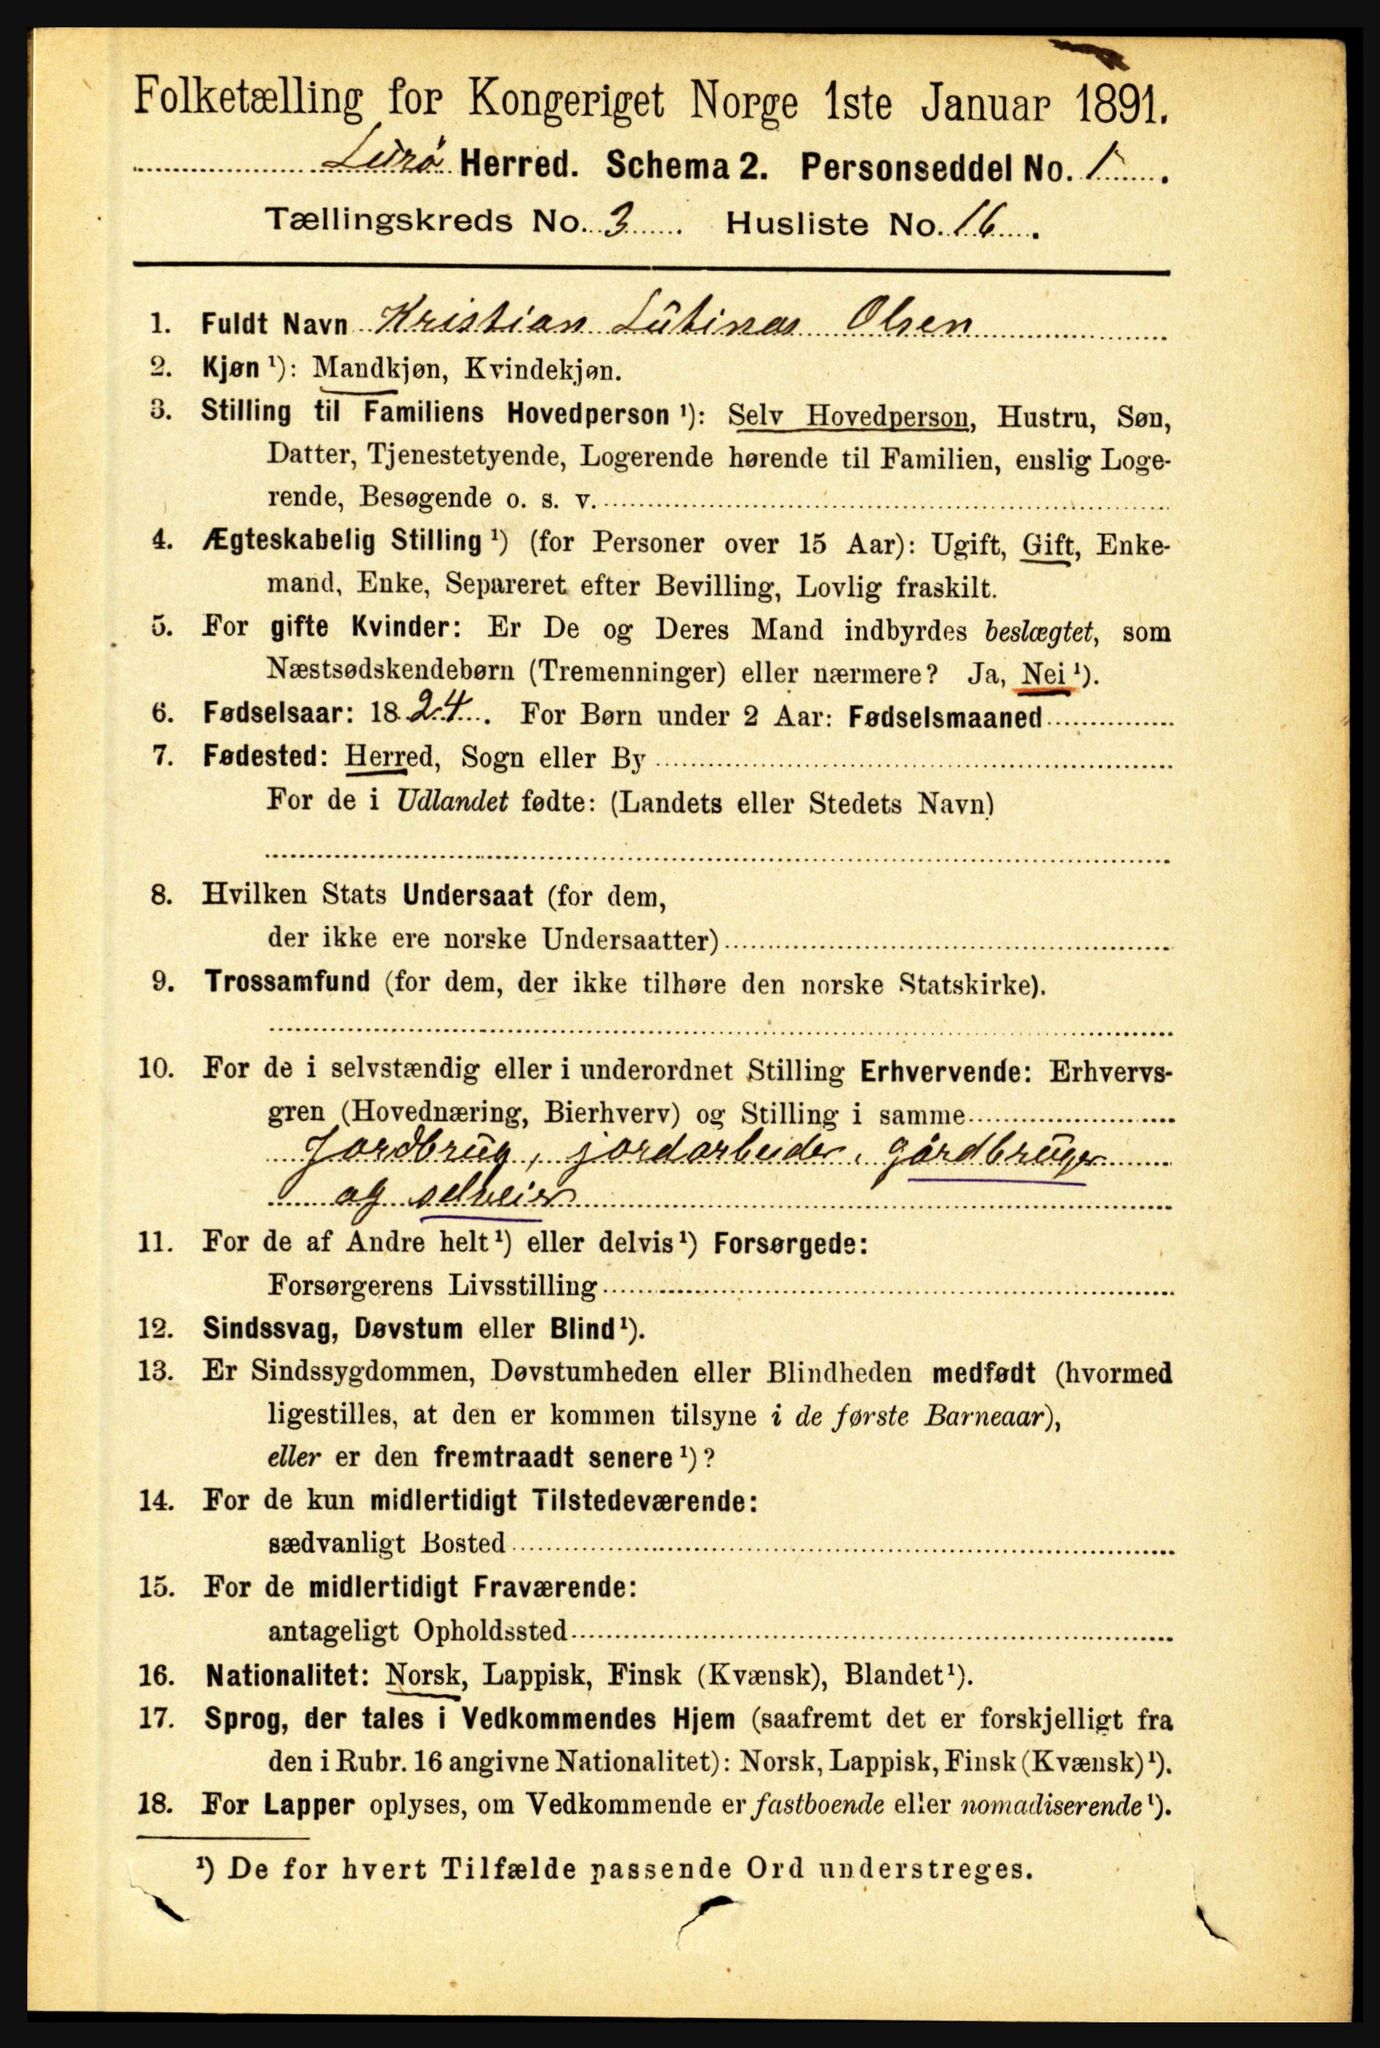 Folketælling for Kongeriget Norge 1ste Januar 1891.
Lurø Herred. Schema 2. Personseddel No. 1.
Tællingskreds No. 3. Husliste No. 16.
1. Fuldt Navn Kristian Lutinas Olsen
2. Kjøn ¹): Mandkjøn, Kvindekjøn.
3. Stilling til Familiens Hovedperson ¹): Selv Hovedperson, Hustru, Søn,
Datter, Tjenestetyende, Logerende hørende til Familien, enslig Loge-
rende, Besøgende o. s. v.
4. Ægteskabelig Stilling ¹) (for Personer over 15 Aar): Ugift, Gift, Enke-
mand, Enke, Separeret efter Bevilling, Lovlig fraskilt.
5. For gifte Kvinder: Er De og Deres Mand indbyrdes beslægtet, som
Næstsødskendebørn (Tremenninger) eller nærmere? Ja, Nei ¹).
6. Fødselsaar: 1824. For Børn under 2 Aar: Fødselsmaaned
7. Fødested: Herred, Sogn eller By
For de i Udlandet fødte: (Landets eller Stedets Navn)
8. Hvilken Stats Undersaat (for dem,
der ikke ere norske Undersaatter)
9. Trossamfund (for dem, der ikke tilhøre den norske Statskirke).
10. For de i selvstændig eller i underordnet Stilling Erhvervende: Erhvervs-
gren (Hovednæring, Bierhverv) og Stilling i samme
Jordbrug, jordarbeider, gårdbruger
og selveier
11. For de af Andre helt ¹) eller delvis ¹) Forsørgede:
Forsørgerens Livsstilling
12. Sindssvag, Døvstum eller Blind ¹).
13. Er Sindssygdommen, Døvstumheden eller Blindheden medfødt (hvormed
ligestilles, at den er kommen tilsyne i de første Barneaar),
eller er den fremtraadt senere ¹)?
14. For de kun midlertidigt Tilstedeværende:
sædvanligt Bosted
15. For de midlertidigt Fraværende:
antageligt Opholdssted
16. Nationalitet: Norsk, Lappisk, Finsk (Kvænsk), Blandet ¹).
17. Sprog, der tales i Vedkommendes Hjem (saafremt det er forskjelligt fra
den i Rubr. 16 angivne Nationalitet): Norsk, Lappisk, Finsk (Kvænsk) ¹).
18. For Lapper oplyses, om Vedkommende er fastboende eller nomadiserende ¹).
¹) De for hvert Tilfælde passende Ord understreges.